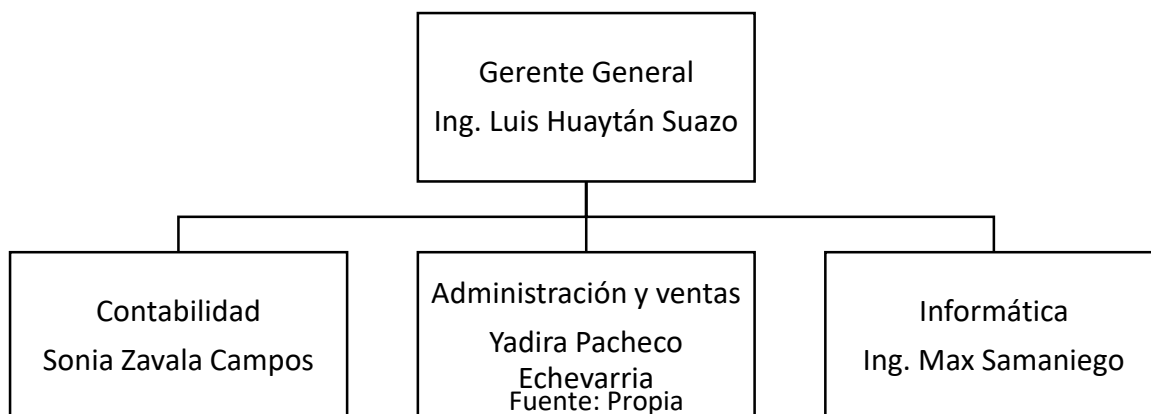 Gerente General
Ing. Luis Huaytán Suazo
Contabilidad
Sonia Zavala Campos
Administración y ventas
Yadira Pacheco
Echevarria
Informática
Ing. Max Samaniego
Fuente: Propia